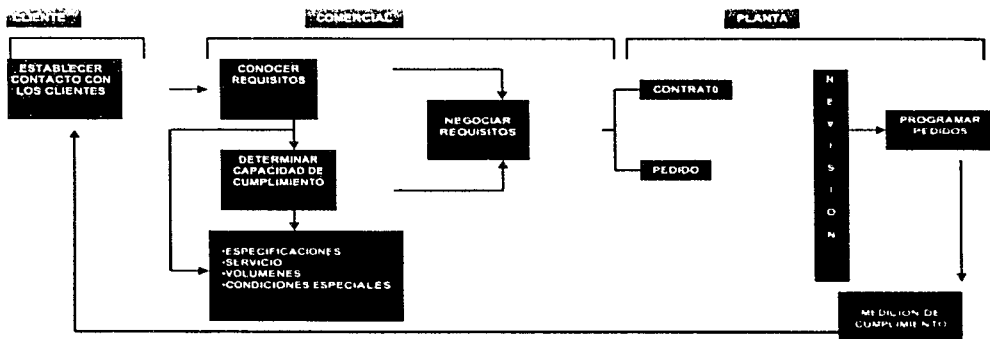 CLIENTE
COMERCIAL
PLANTA
ESTABLECER
CONTACTO CON
LOS CLIENTES
CONOCER
REQUISITOS
DETERMINAR
CAPACIDAD DE
CUMPLIMIENTO
•ESPECIFICACIONES
•SERVICIO
•VOLUMENES
•CONDICIONES ESPECIALES
NEGOCIAR
REQUISITOS
CONTRATO
PEDIDO
REVISION
PROGRAMAR
PEDIDOS
MEDICION DE
CUMPLIMIENTO